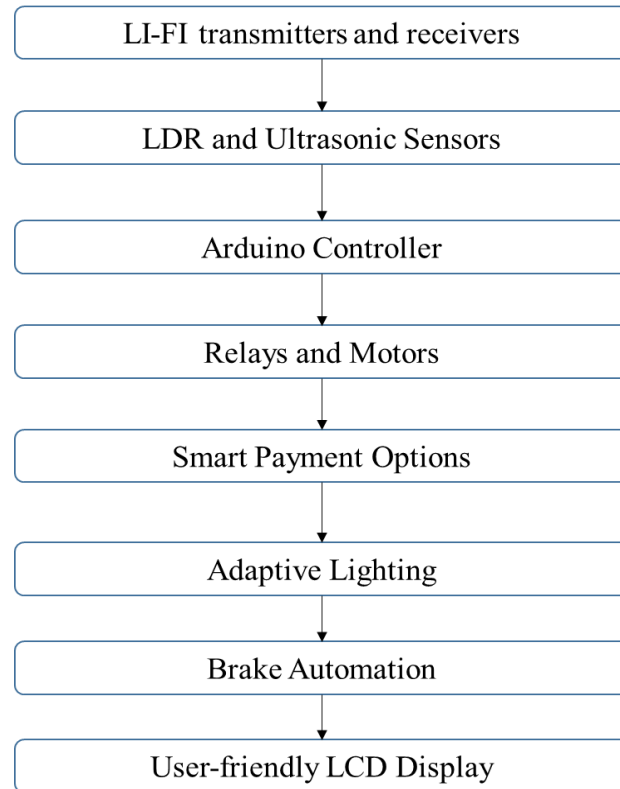 LI-FI transmitters and receivers
LDR and Ultrasonic Sensors
Arduino Controller
Relays and Motors
Smart Payment Options
Adaptive Lighting
Brake Automation
User-friendly LCD Display